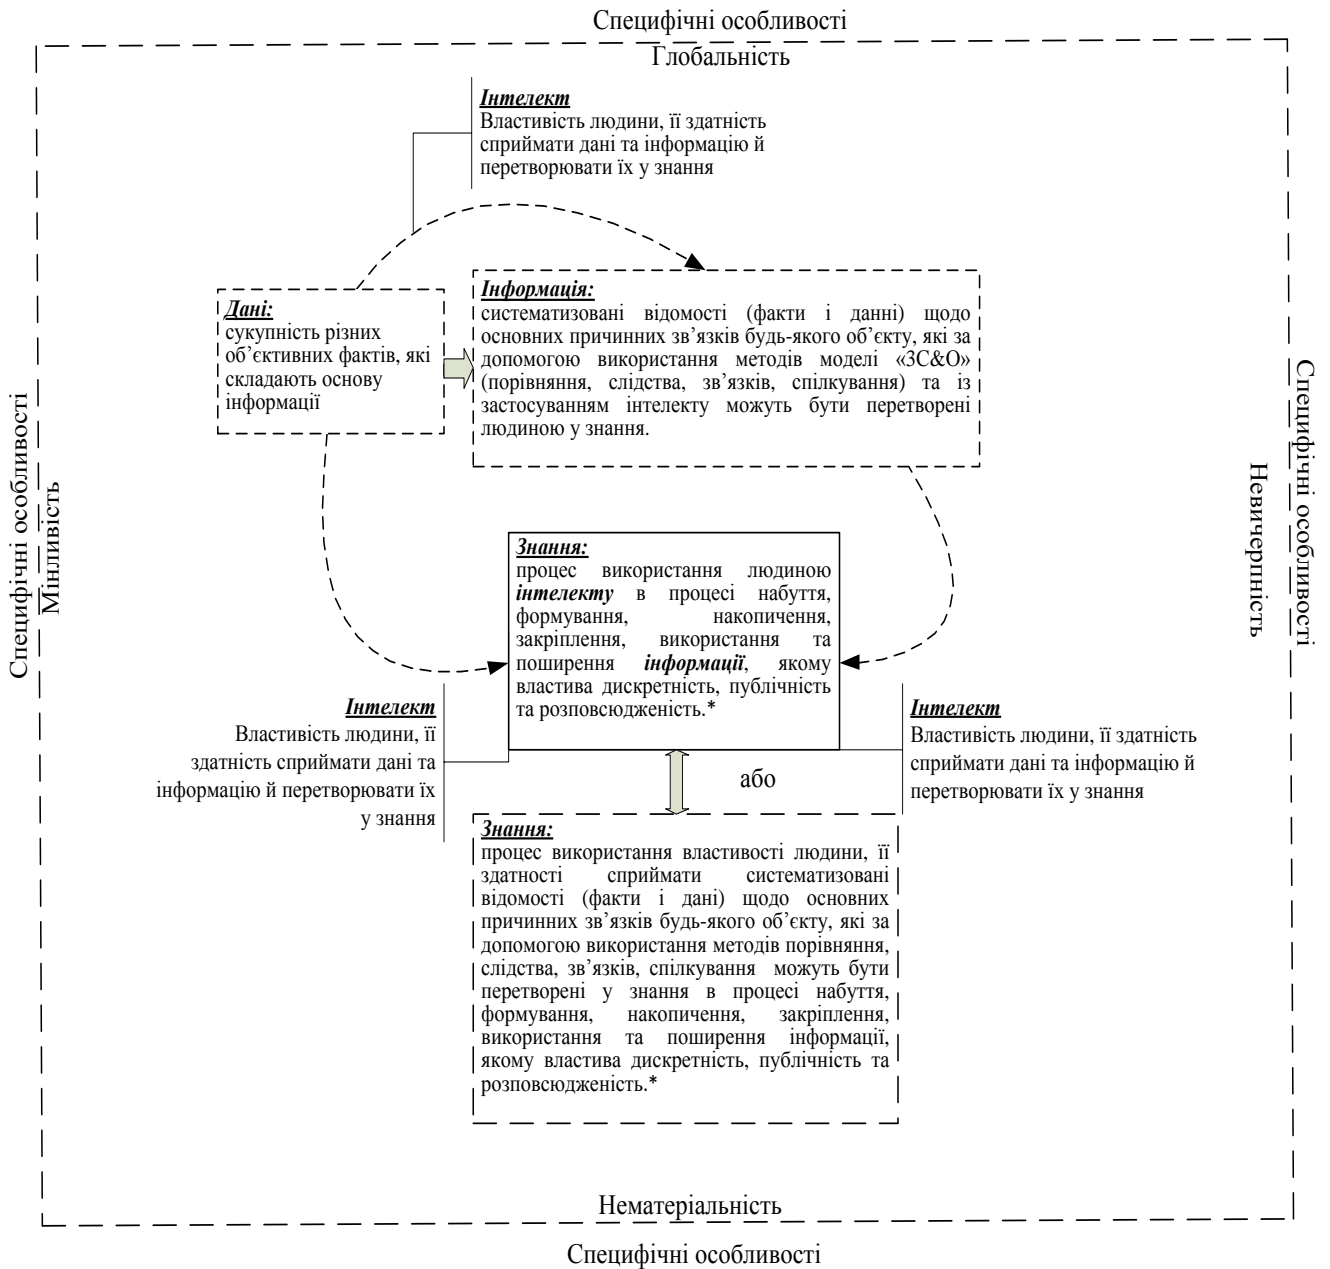 Специфічні особливості
Глобальність
Інтелект
Властивість людини, її здатність
сприймати дані та інформацію й
перетворювати їх у знання
Дані:
сукупність різних
об’єктивних фактів, які
складають основу
інформації
Інформація:
систематизовані відомості (факти і данні) щодо
основних причинних зв’язків будь-якого об’єкту, які за
допомогою використання методів моделі «3С&О»
(порівняння, слідства, зв’язків, спілкування) та із
застосуванням інтелекту можуть бути перетворені
людиною у знання.
Специфічні особливості
Мінливість
Невичерпність
Специфічні особливості
Знання:
процес використання людиною
інтелекту в процесі набуття,
формування, накопичення,
закріплення, використання та
поширення інформації, якому
властива дискретність, публічність
та розповсюдженість.*
Інтелект
Властивість людини, її
здатність сприймати дані та
інформацію й перетворювати їх
у знання
Інтелект
Властивість людини, її здатність
сприймати дані та інформацію й
перетворювати їх у знання
або
Знання:
процес використання властивості людини, її
здатності сприймати систематизовані
відомості (факти і дані) щодо основних
причинних зв’язків будь-якого об’єкту, які за
допомогою використання методів порівняння,
слідства, зв’язків, спілкування можуть бути
перетворені у знання в процесі набуття,
формування, накопичення, закріплення,
використання та поширення інформації,
якому властива дискретність, публічність та
розповсюдженість.*
Нематеріальність
Специфічні особливості